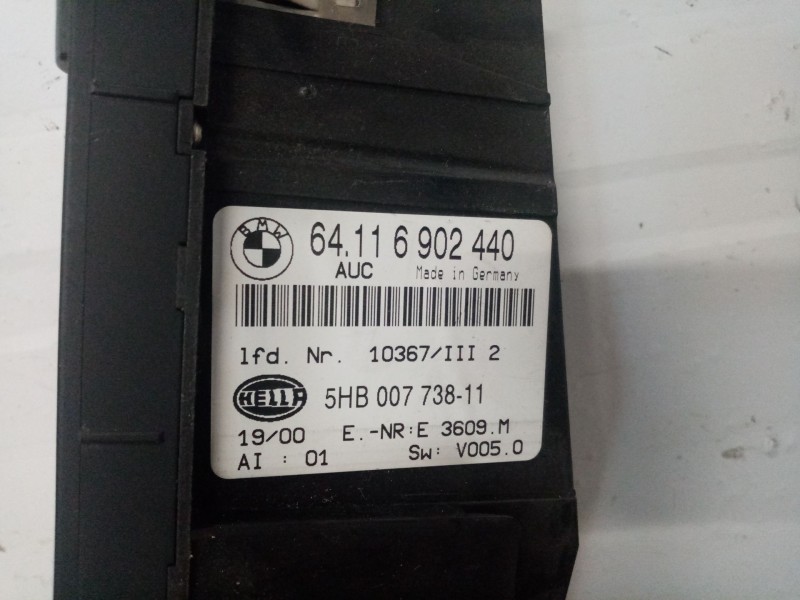 BMW
64.11 6 902 440
AUC Made in Germany
lfd. Nr. 10367/III 2
HELLA 5HB 007 738-11
19/00 E.-NR:E 3609.M
AI : 01 SW: V005.0